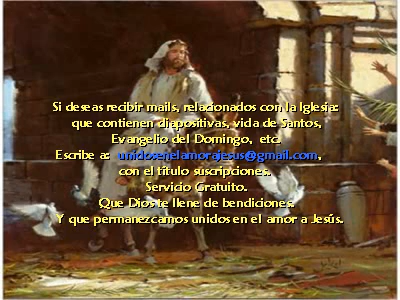 Si deseas recibir mails, relacionados con la Iglesia:
que contienen diapositivas, vida de Santos,
Evangelio del Domingo, etc.
Escribe a: unidosenelamorajesus@gmail.com,
con el titulo suscripciones.
Servicio Gratuito.
Que Dios te llene de bendiciones.
Y que permanezcamos unidos en el amor a Jesús.